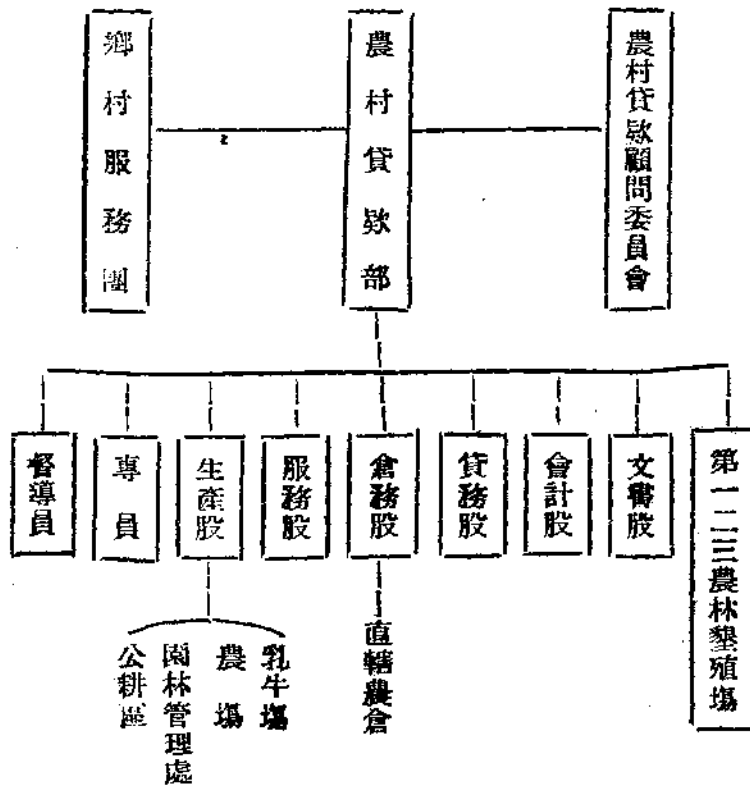 農村貸款顧問委員會
農村貸款部
鄉村服務團
第一二三農林墾殖場
文書股
會計股
貸務股
倉務股
服務股
生產股
專員
督導員
直轄農倉
乳牛場
農場
園林管理處
公耕區